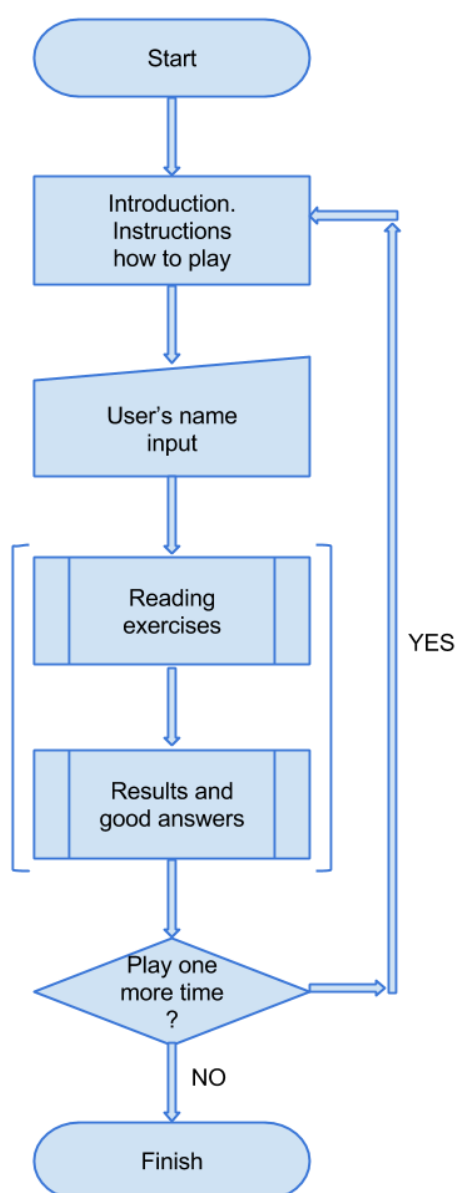 Start
Introduction.
Instructions
how to play
User’s name
input
Reading
exercises
YES
Results and
good answers
Play one
more time
?
NO
Finish